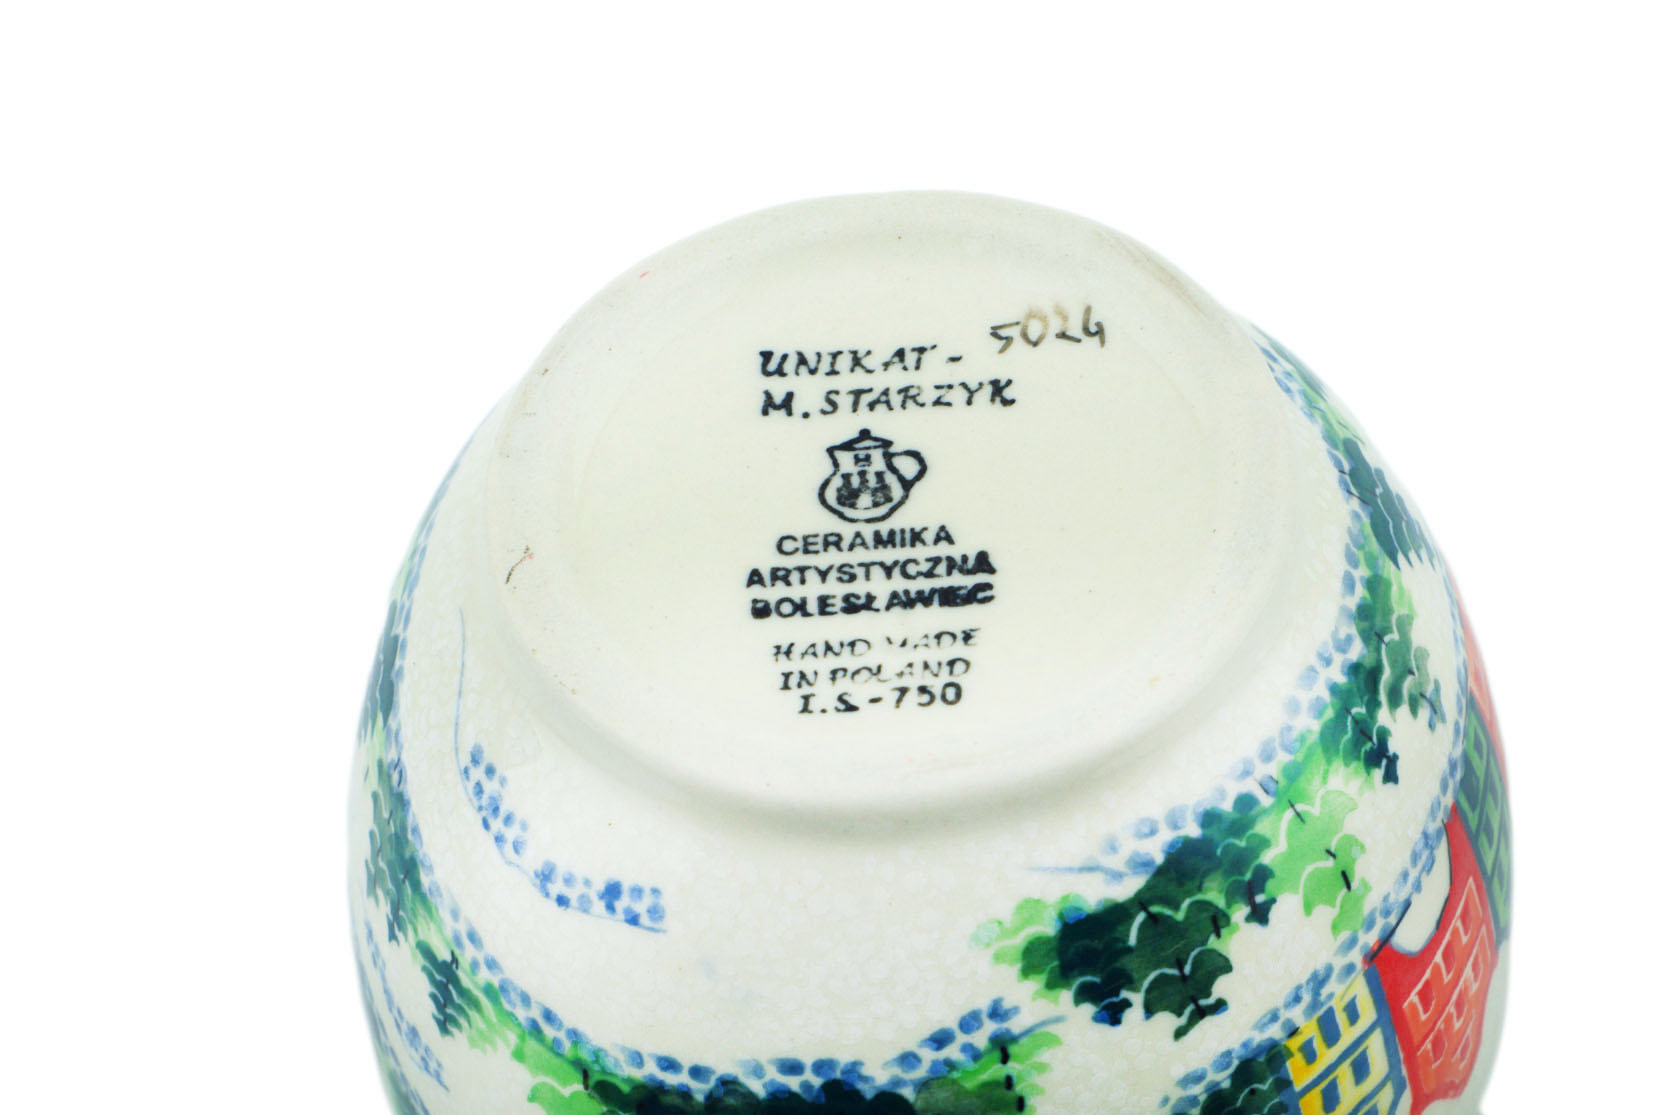 UNIKAT - 5024
M. STARZYK
CERAMIKA
ARTYSTYCZNA
BOLESŁAWIEC
HAND MADE
IN POLAND
I.S-750